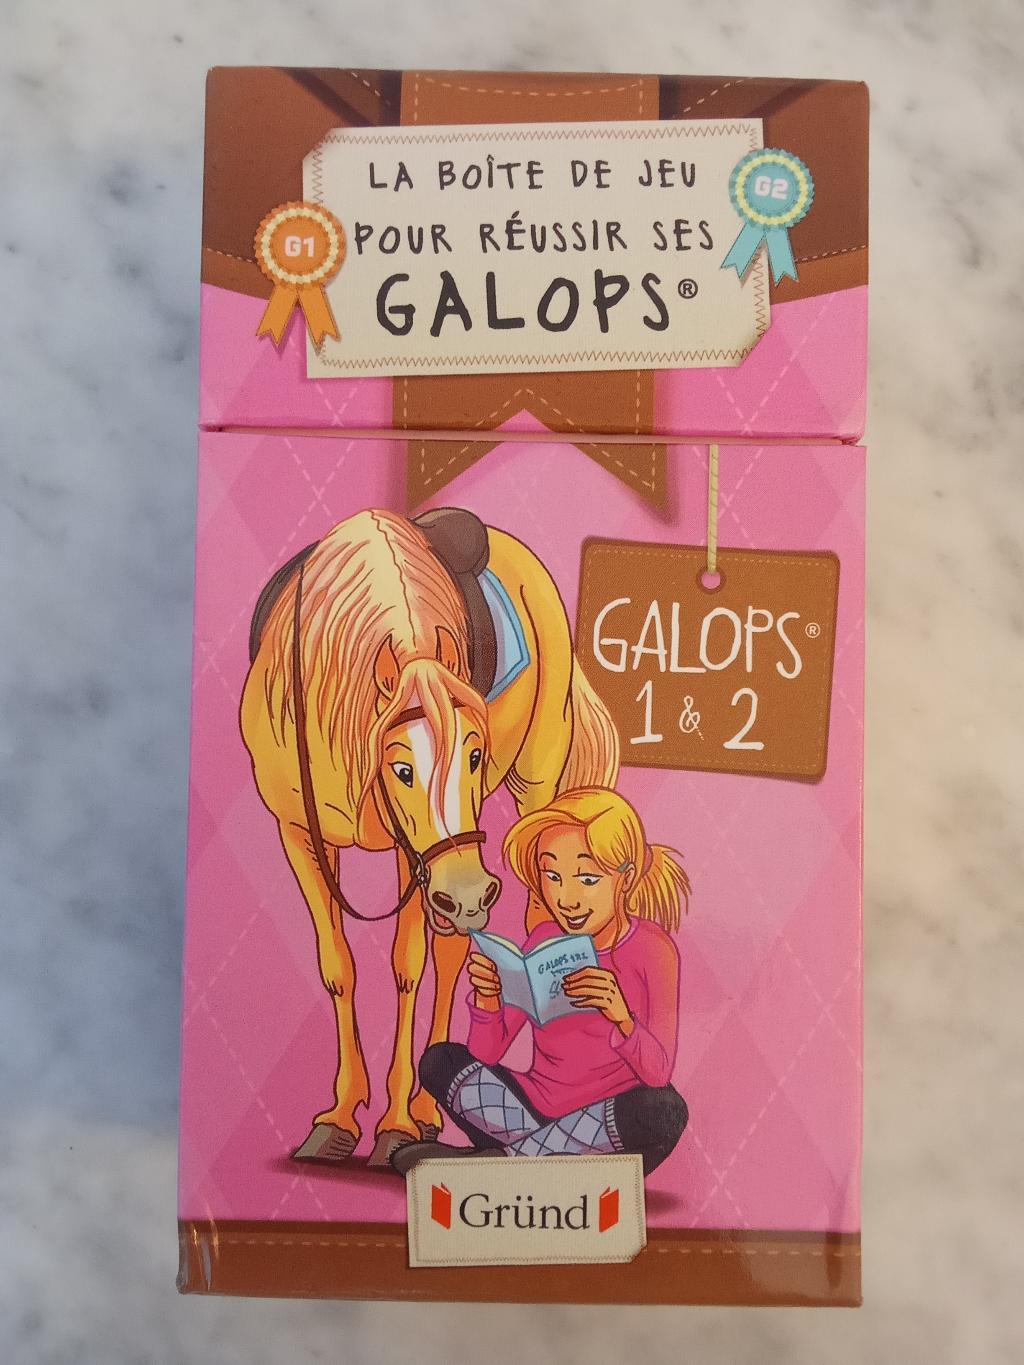 LA BOÎTE DE JEU
G2
G1
POUR RÉUSSIR SES
GALOPS®
GALOPS®
1 & 2
GALOPS 1&2
Gründ